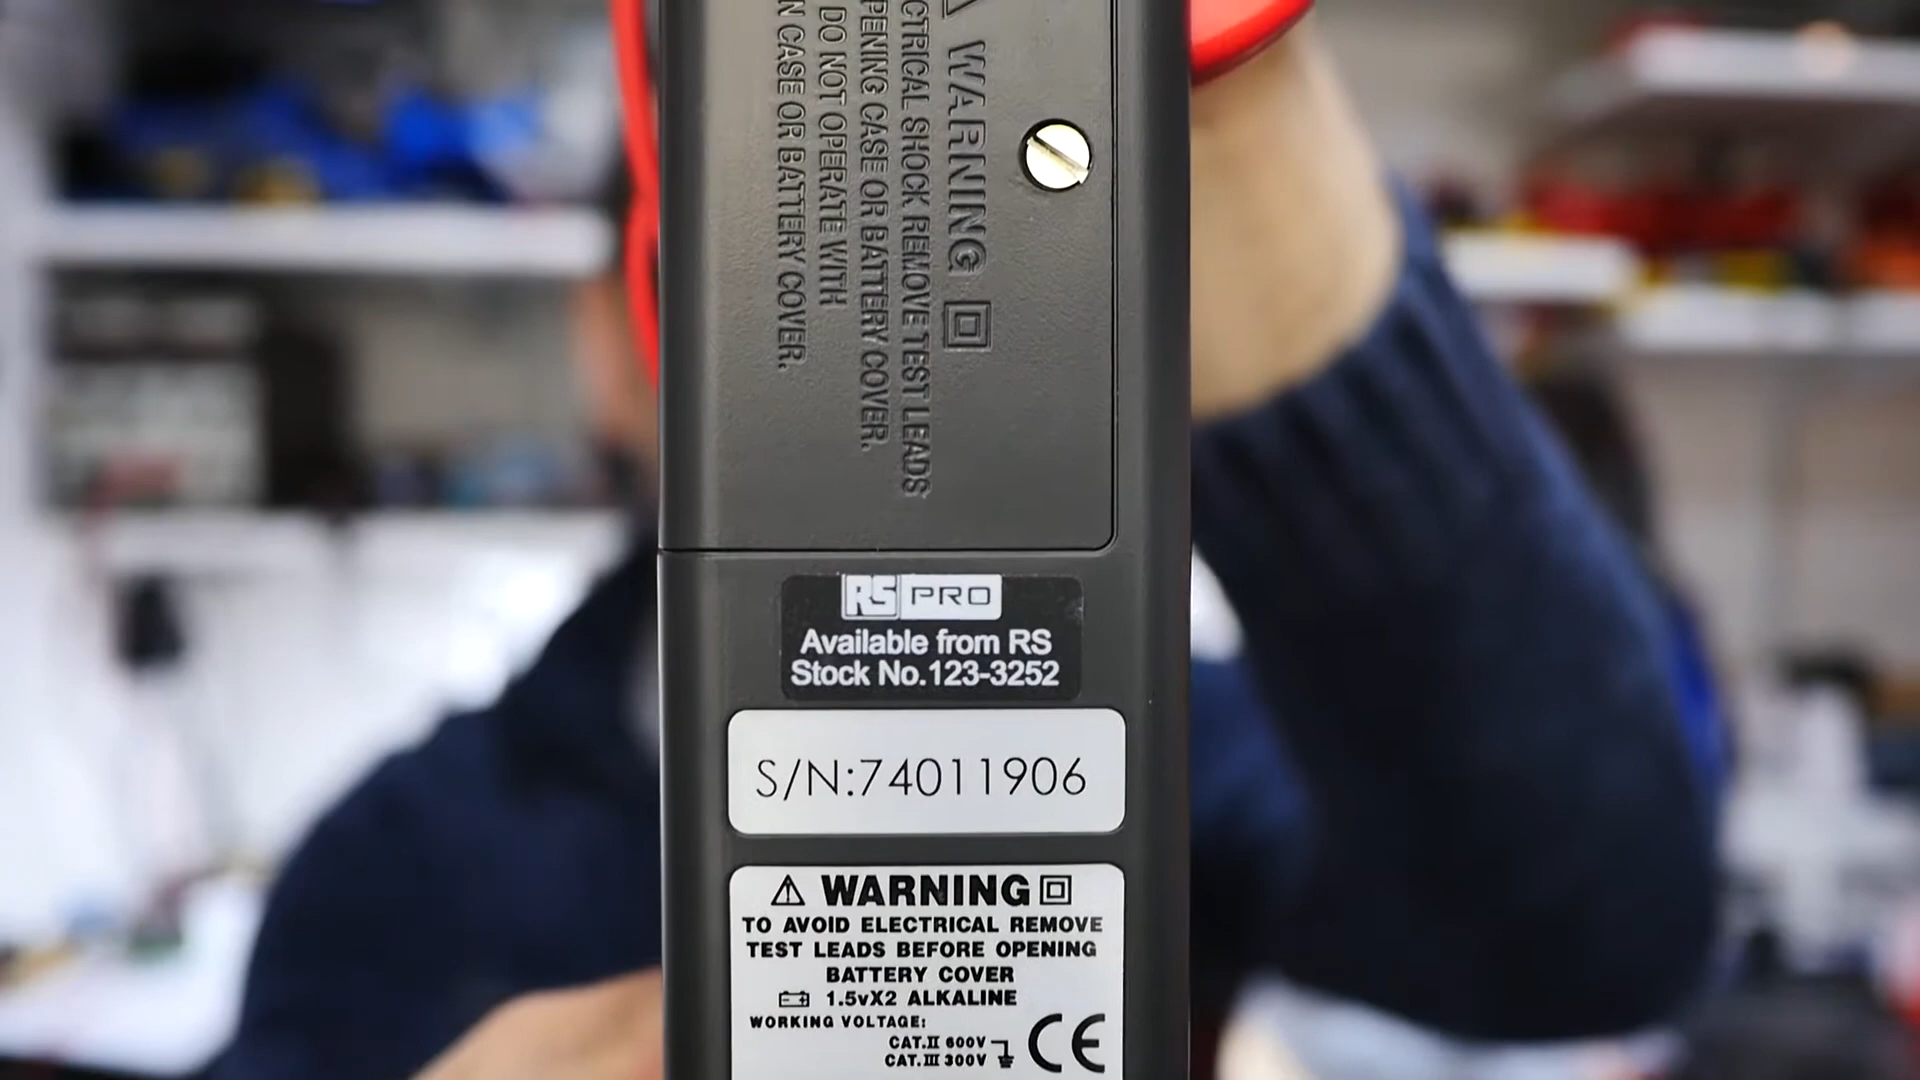 WARNING
CTRICAL SHOCK REMOVE TEST LEADS
PENING CASE OR BATTERY COVER.
DO NOT OPERATE WITH
N CASE OR BATTERY COVER.
RS PRO
Available from RS
Stock No.123-3252
S/N:74011906
WARNING
TO AVOID ELECTRICAL REMOVE
TEST LEADS BEFORE OPENING
BATTERY COVER
1.5vX2 ALKALINE
WORKING VOLTAGE:
CAT.II 600V
CAT.III 300V
CE